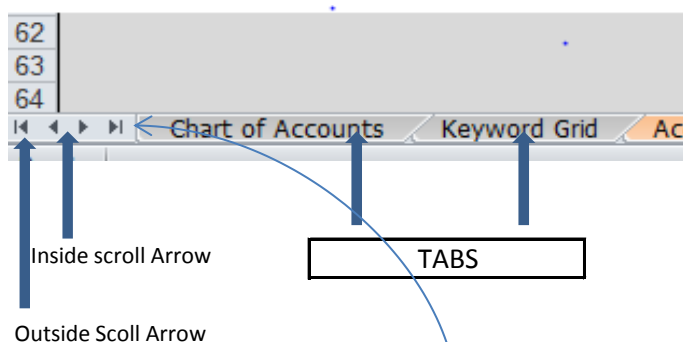 62
63
64
Chart of Accounts Keyword Grid Ac
Inside scroll Arrow
TABS
Outside Scoll Arrow